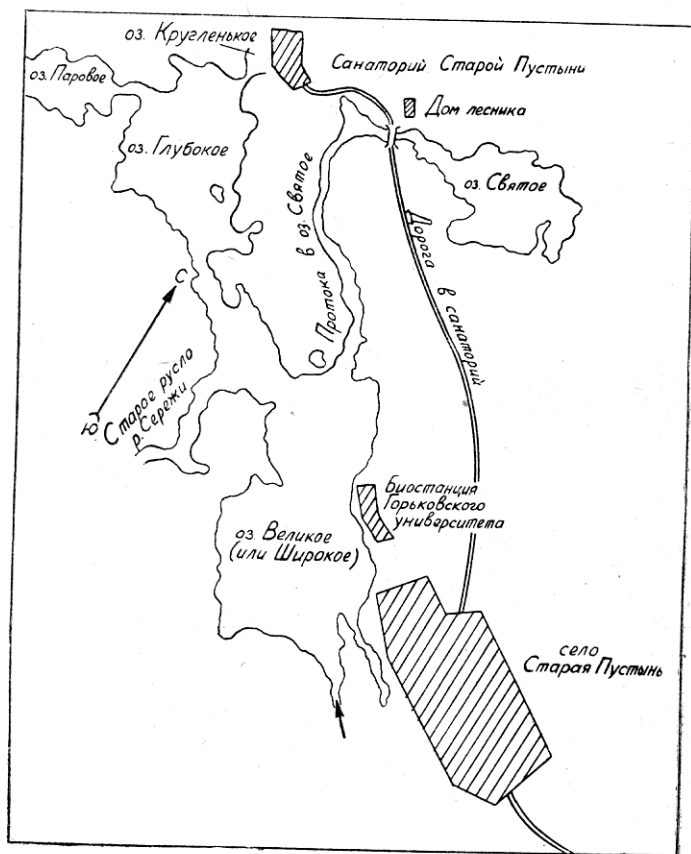 оз. Кругленькое
Санаторий Старой Пустыни
оз. Паровое
Дом лесника
оз. Глубокое
оз. Святое
Протока в оз. Святое
Дорога в санаторий
С
Ю
Старое русло
р. Сережи
Биостанция
Горьковского
университета
оз. Великое
(или Широкое)
село
Старая Пустынь